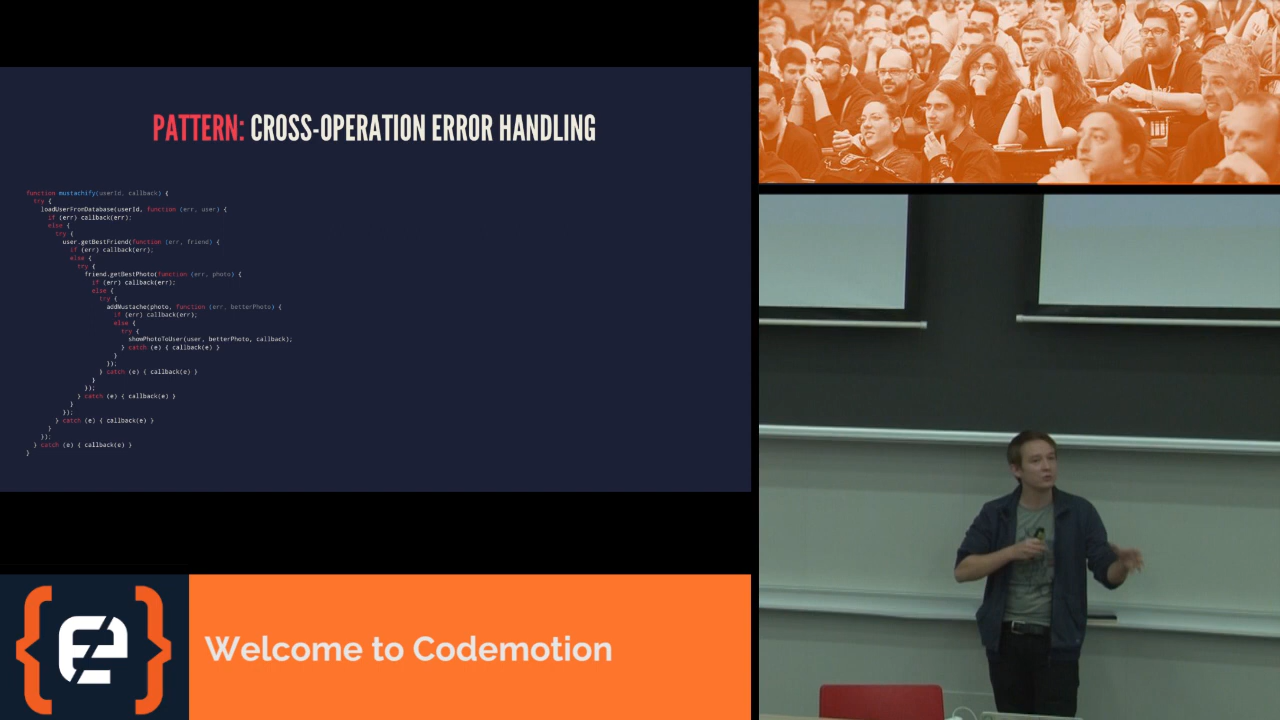 PATTERN: CROSS-OPERATION ERROR HANDLING
function mustachify(userId, callback) {
try {
loadUserFromDatabase(userId, function (err, user) {
if (err) callback(err);
else {
try {
user.getBestFriend(function (err, friend) {
if (err) callback(err);
else {
try {
friend.getBestPhoto(function (err, photo) {
if (err) callback(err);
else {
try {
addMustache(photo, function (err, betterPhoto) {
if (err) callback(err);
else {
try {
showPhotoToUser(user, betterPhoto, callback);
} catch (e) { callback(e) }
}
});
} catch (e) { callback(e) }
}
});
} catch (e) { callback(e) }
}
});
} catch (e) { callback(e) }
}
});
} catch (e) { callback(e) }
}
Welcome to Codemotion